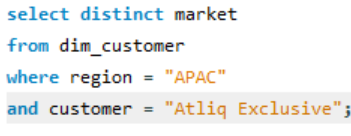 select distinct market
from dim_customer
where region = "APAC"
and customer = "Atliq Exclusive";